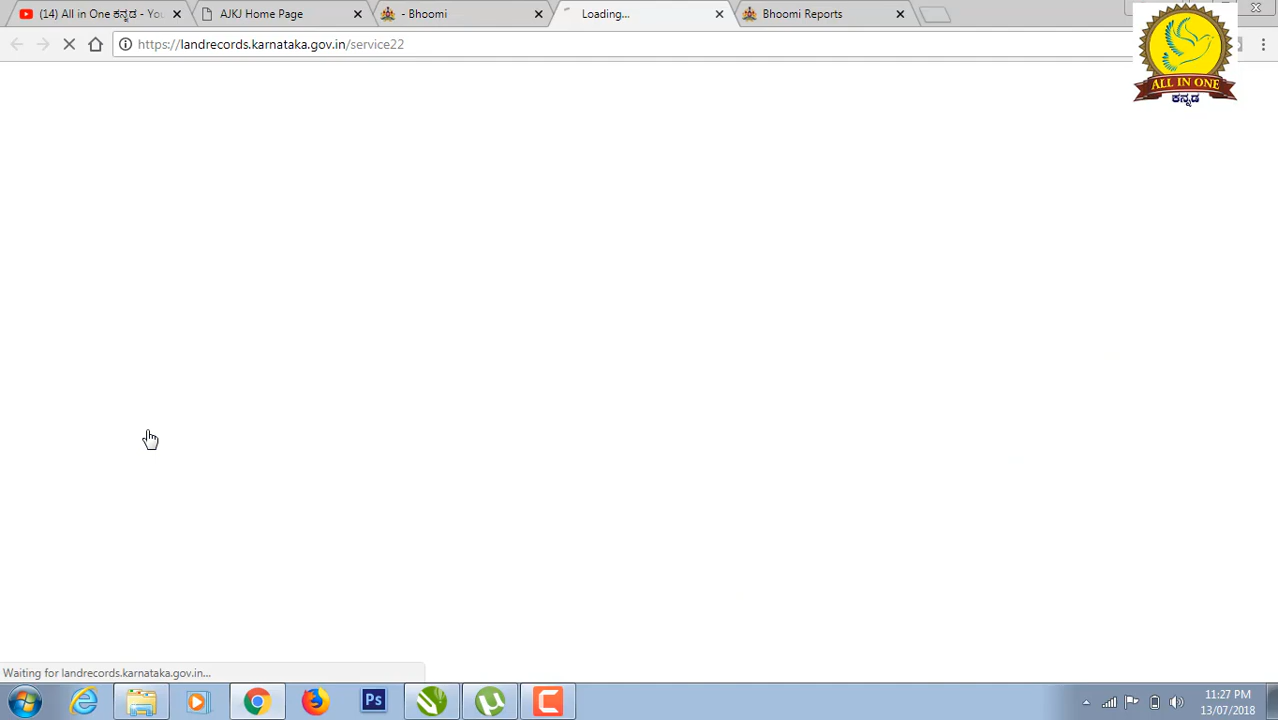 (14) All in One ಕನ್ನಡ - You
AJKJ Home Page
- Bhoomi
Loading...
Bhoomi Reports
https://landrecords.karnataka.gov.in/service22
ALL IN ONE
ಕನ್ನಡ
Waiting for landrecords.karnataka.gov.in...
Ps
11:27 PM
13/07/2018